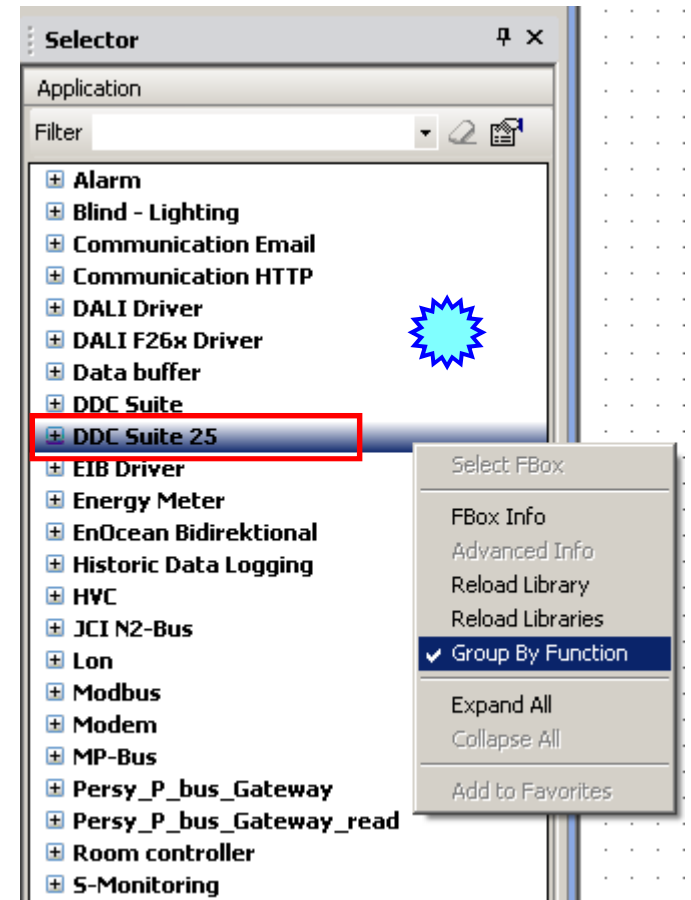 Selector
Application
Filter
Alarm
Blind - Lighting
Communication Email
Communication HTTP
DALI Driver
DALI F26x Driver
Data buffer
DDC Suite
DDC Suite 25
EIB Driver
Energy Meter
EnOcean Bidirektional
Historic Data Logging
HVC
JCI N2-Bus
Lon
Modbus
Modem
MP-Bus
Persy_P_bus_Gateway
Persy_P_bus_Gateway_read
Room controller
S-Monitoring
Select FBox
FBox Info
Advanced Info
Reload Library
Reload Libraries
Group By Function
Expand All
Collapse All
Add to Favorites